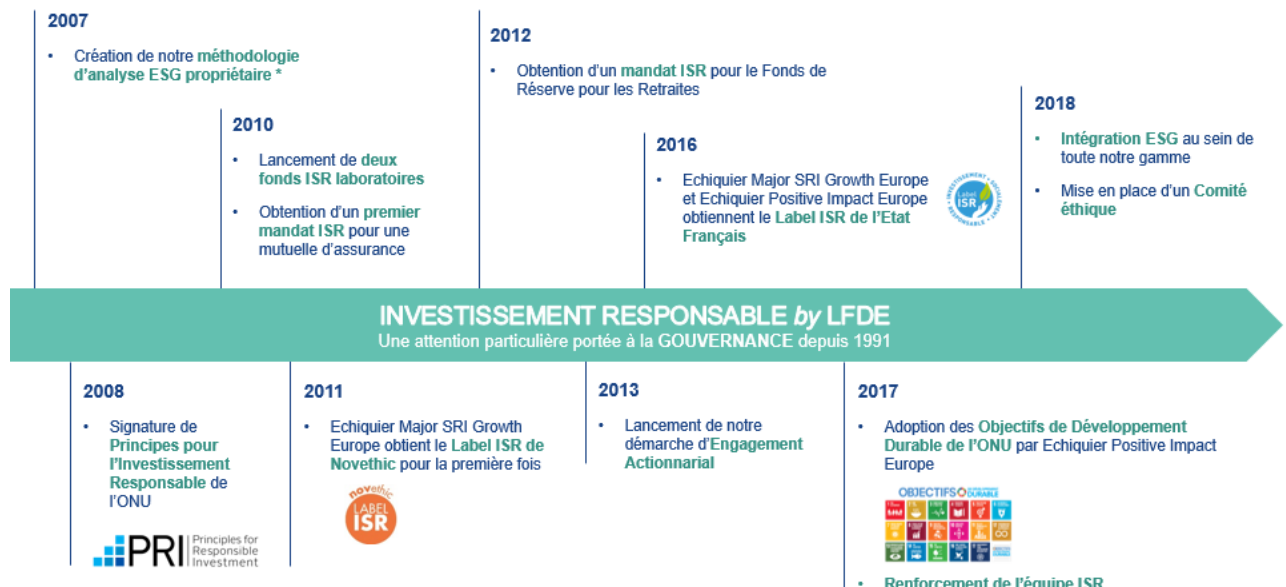 2007
• Création de notre méthodologie
d'analyse ESG propriétaire *
2010
• Lancement de deux
fonds ISR laboratoires
• Obtention d'un premier
mandat ISR pour une
mutuelle d'assurance
2012
• Obtention d'un mandat ISR pour le Fonds de
Réserve pour les Retraites
2016
• Echiquier Major SRI Growth Europe
et Echiquier Positive Impact Europe
obtiennent le Label ISR de l'Etat
Français
INVESTISSEMENT SOCIALEMENT RESPONSABLE
Label
ISR
2018
• Intégration ESG au sein de
toute notre gamme
• Mise en place d'un Comité
éthique
INVESTISSEMENT RESPONSABLE by LFDE
Une attention particulière portée à la GOUVERNANCE depuis 1991
2008
• Signature de
Principes pour
l'Investissement
Responsable de
l'ONU
PRI Principles for
Responsible
Investment
2011
• Echiquier Major SRI Growth
Europe obtient le Label ISR de
Novethic pour la première fois
novethic
LABEL
ISR
2013
• Lancement de notre
démarche d'Engagement
Actionnarial
2017
• Adoption des Objectifs de Développement
Durable de l'ONU par Echiquier Positive Impact
Europe
OBJECTIFS DURABLE
• Renforcement de l'équipe ISR